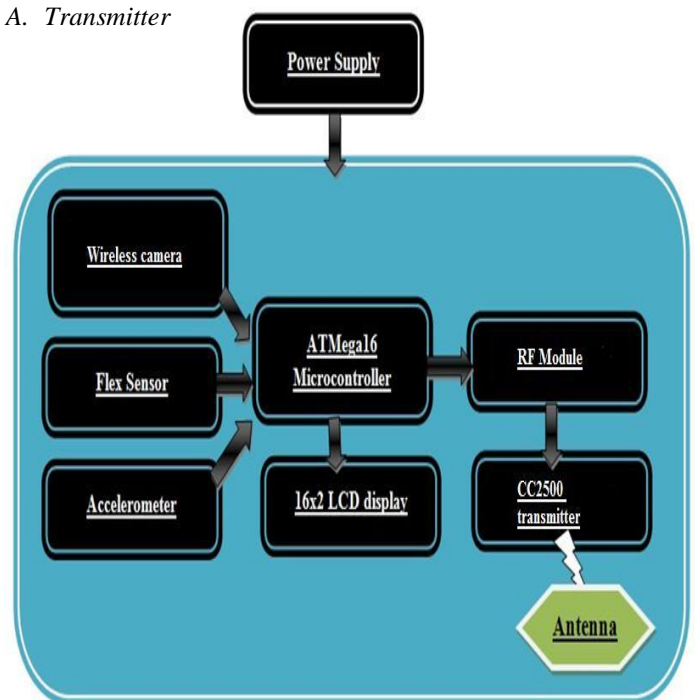 A. Transmitter
Power Supply
Wireless camera
Flex Sensor
Accelerometer
ATMega16
Microcontroller
16x2 LCD display
RF Module
CC2500
transmitter
Antenna